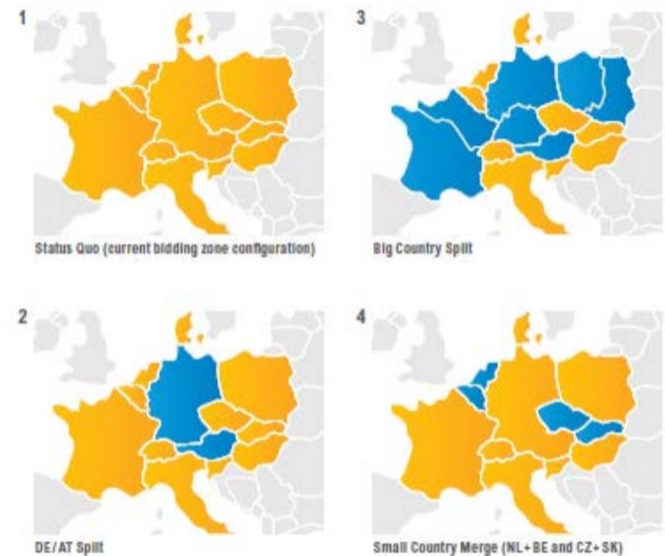 1
Status Quo (current bidding zone configuration)
3
Big Country Split
2
DE/AT Split
4
Small Country Merge (NL+BE and CZ+SK)